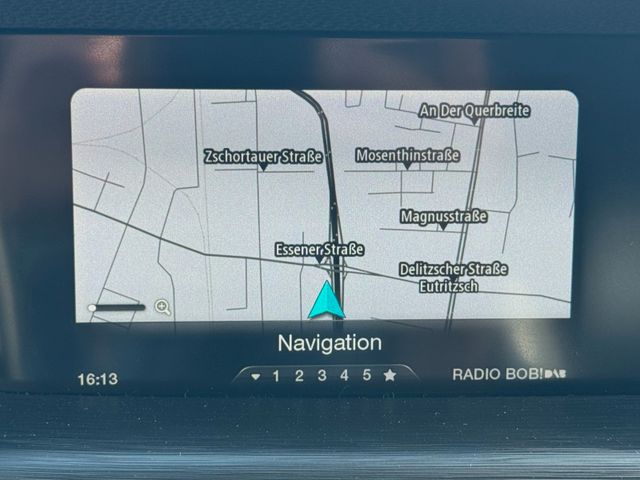 An Der Querbreite
Zschortauer Straße
Mosenthinstraße
Magnusstraße
Essener Straße
Delitzscher Straße
Eutritzsch
Navigation
16:13
1 2 3 4 5
RADIO BOB! DAB